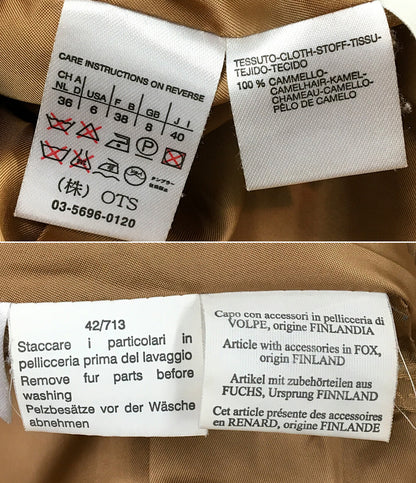 CARE INSTRUCTIONS ON REVERSE
CH A USA F B GB J I
NL D
36 6 38 8 40
(株) OTS
03-5696-0120
TESSUTO-CLOTH-STOFF-TISSU-
TEJIDO-TECIDO
100 % CAMMELLO-
CAMELHAIR-KAMEL-
CHAMEAU-CAMELLO-
PÊLO DE CAMELO
42/713
Staccare i particolari in
pellicceria prima del lavaggio
Remove fur parts before
washing
Pelzbesätze vor der Wäsche
abnehmen
Capo con accessori in pellicceria di
VOLPE, origine FINLANDIA
Article with accessories in FOX,
origin FINLAND
Artikel mit zubehörteilen aus
FUCHS, Ursprung FINNLAND
Cet article présente des accessoires
en RENARD, origine FINLANDE